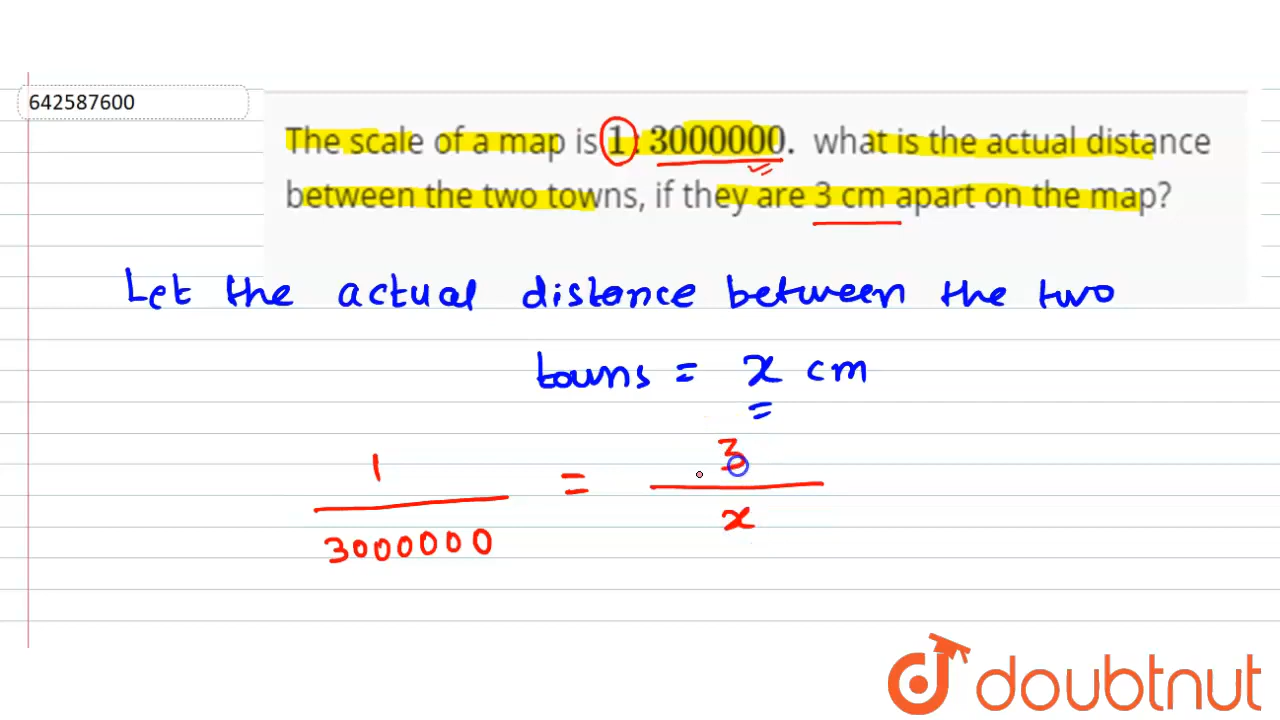 642587600
The scale of a map is 1 : 3000000. what is the actual distance
between the two towns, if they are 3 cm apart on the map?
Let the actual distance between the two
towns = x cm
1 / 3000000 = 3 / x
doubtnut